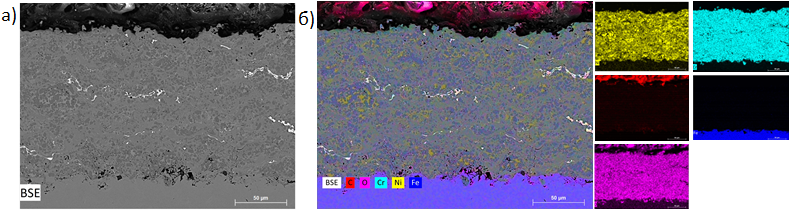 а)
BSE
50 µm
б)
BSE C O Cr Ni Fe
50 µm